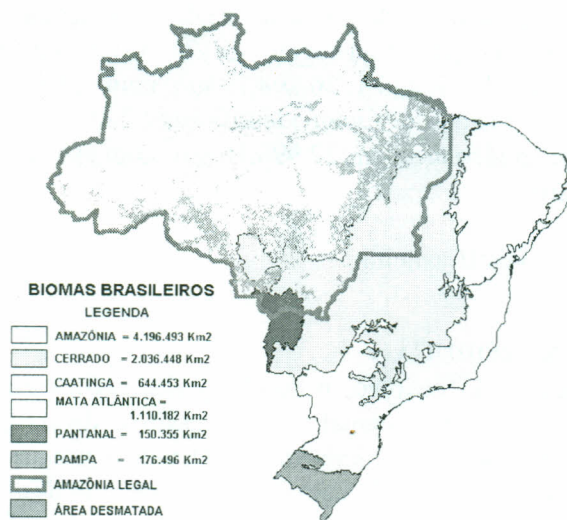 BIOMAS BRASILEIROS
LEGENDA
AMAZÔNIA = 4.196.493 Km2
CERRADO = 2.036.448 Km2
CAATINGA = 644.453 Km2
MATA ATLÂNTICA =
1.110.182 Km2
PANTANAL = 150.355 Km2
PAMPA = 176.496 Km2
AMAZÔNIA LEGAL
ÁREA DESMATADA